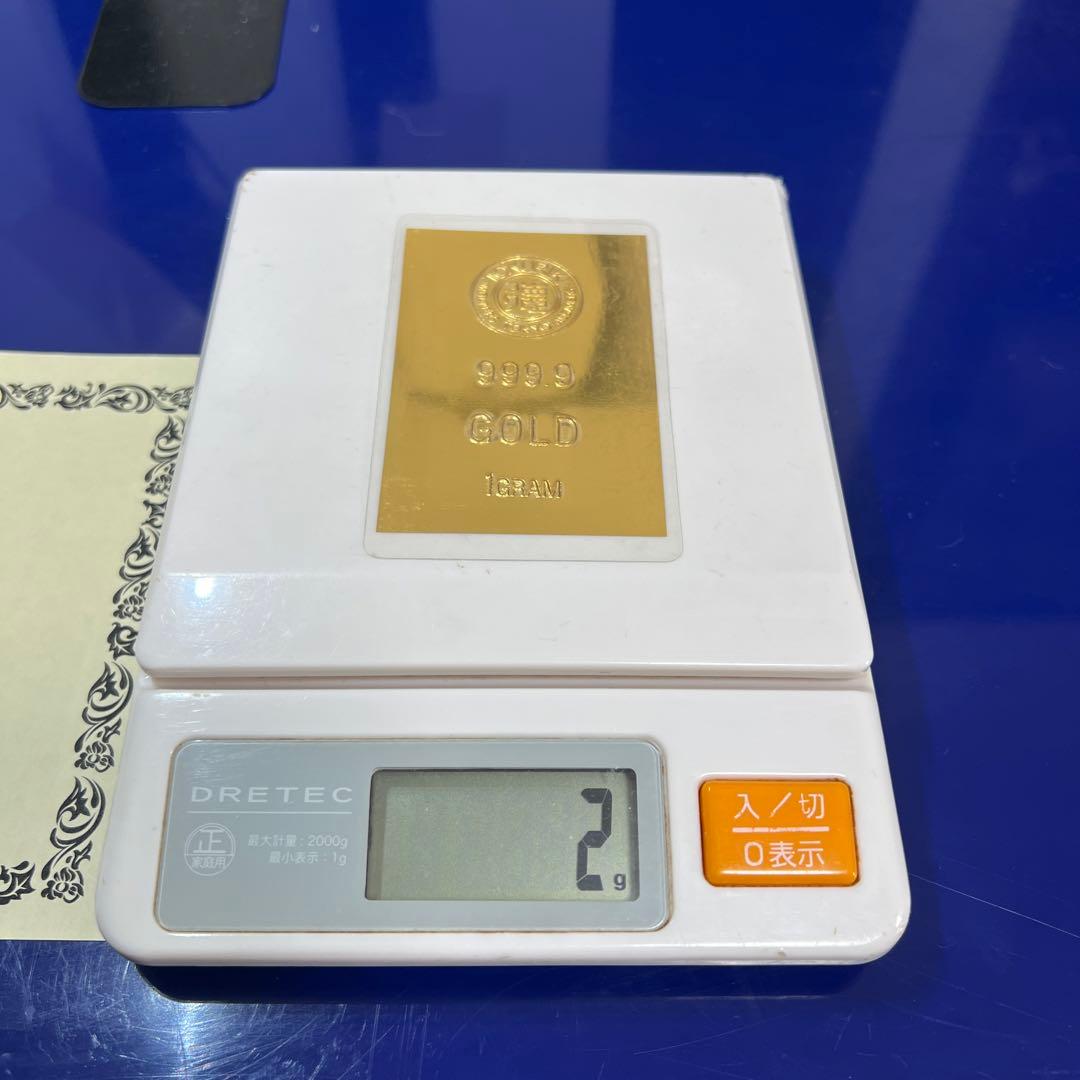 999.9
GOLD
1GRAM
DRETEC
正
家庭用
最大計量：2000g
最小表示：1g
2g
入／切
0表示